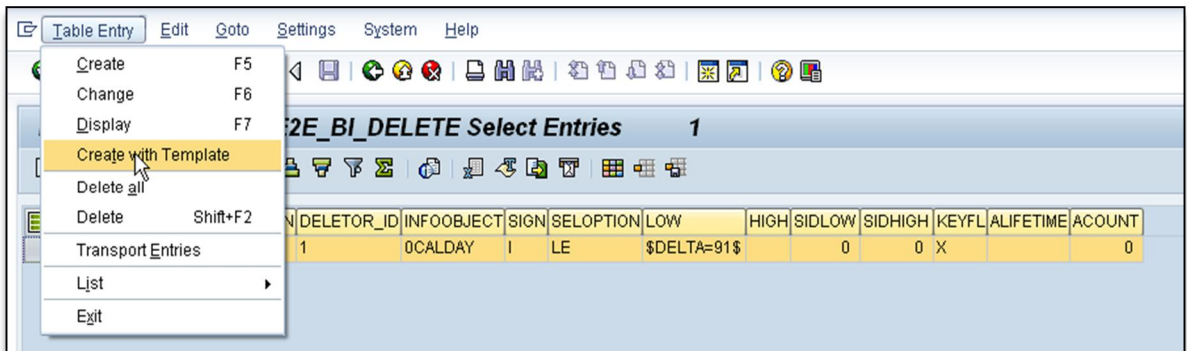 Table Entry Edit Goto Settings System Help
Create F5
Change F6
Display F7
2E_BI_DELETE Select Entries 1
Create with Template
Delete all
Delete Shift+F2
N DELETOR_ID INFOOBJECT SIGN SELOPTION LOW HIGH SIDLOW SIDHIGH KEYFL ALIFETIME ACOUNT
Transport Entries
1 0CALDAY I LE $DELTA=91$ 0 0 X 0
List
Exit